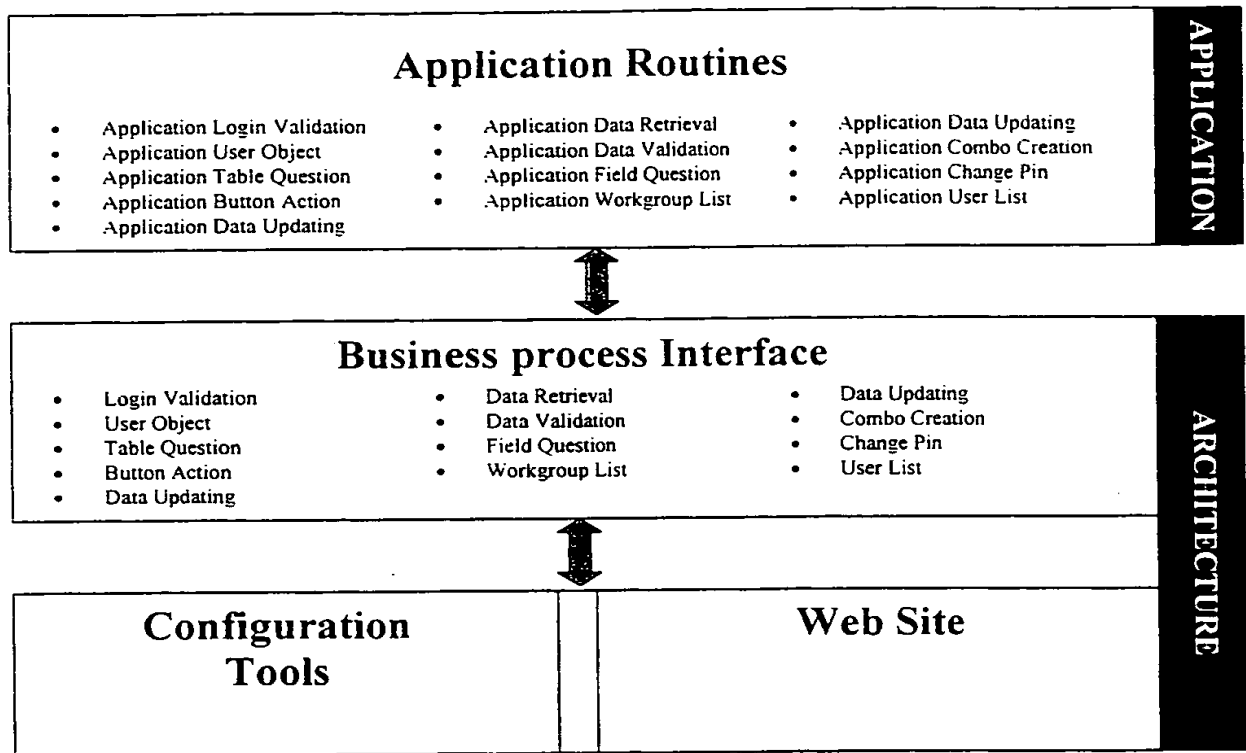 Application Routines
• Application Login Validation
• Application User Object
• Application Table Question
• Application Button Action
• Application Data Updating
• Application Data Retrieval
• Application Data Validation
• Application Field Question
• Application Workgroup List
• Application Data Updating
• Application Combo Creation
• Application Change Pin
• Application User List
APPLICATION
Business process Interface
• Login Validation
• User Object
• Table Question
• Button Action
• Data Updating
• Data Retrieval
• Data Validation
• Field Question
• Workgroup List
• Data Updating
• Combo Creation
• Change Pin
• User List
ARCHITECTURE
Configuration
Tools
Web Site